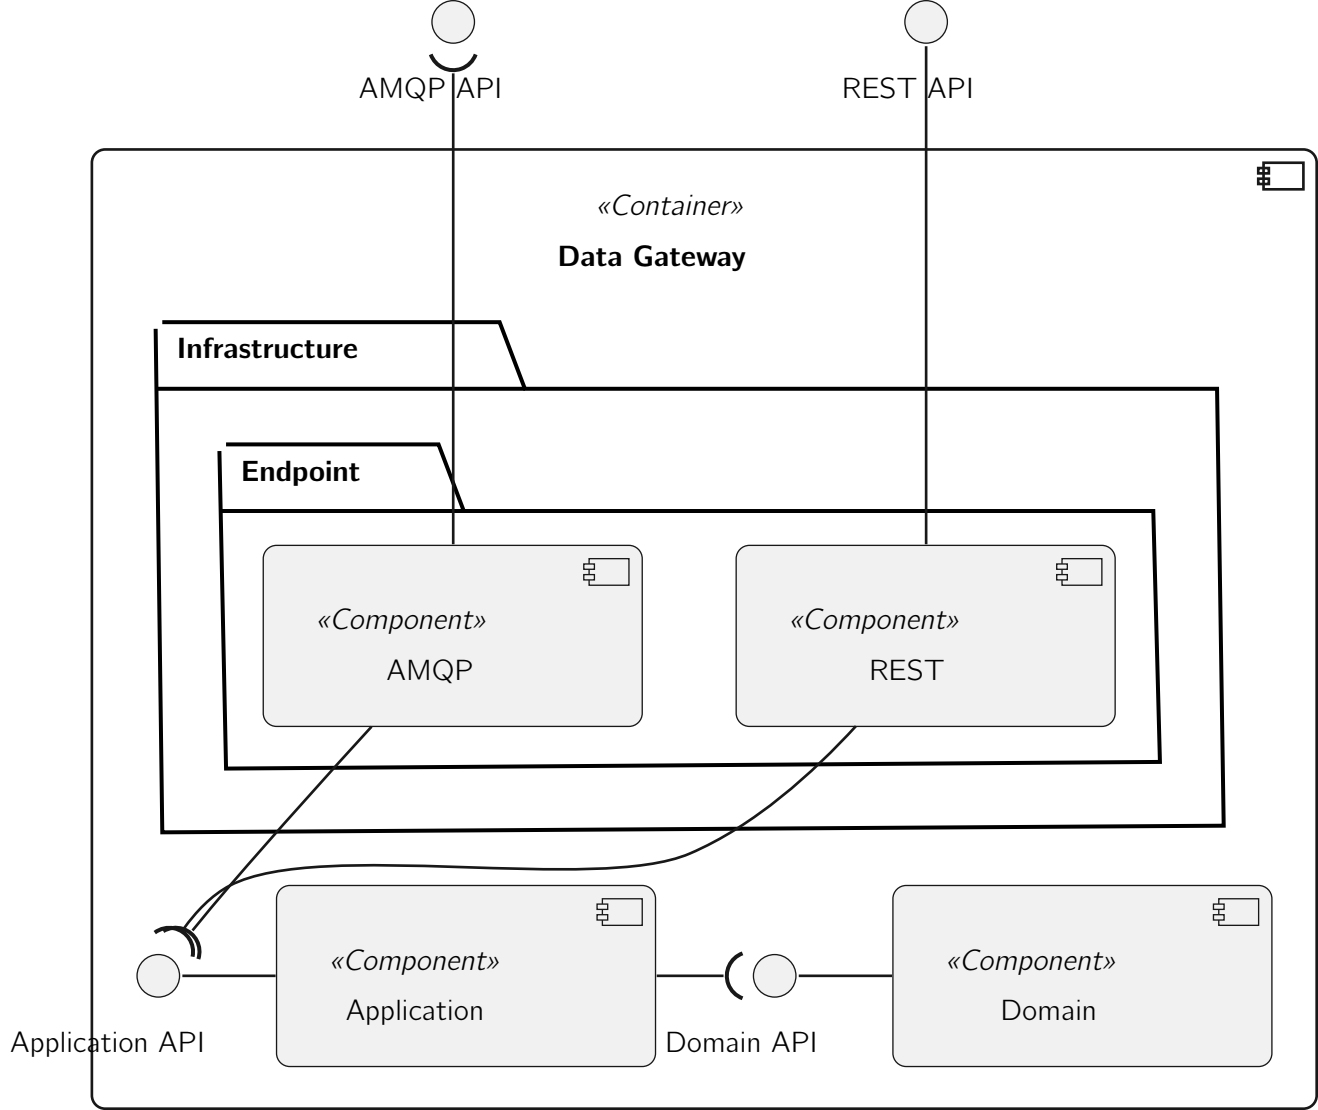 AMQP API
REST API
«Container»
Data Gateway
Infrastructure
Endpoint
«Component»
AMQP
«Component»
REST
«Component»
Application
«Component»
Domain
Application API
Domain API